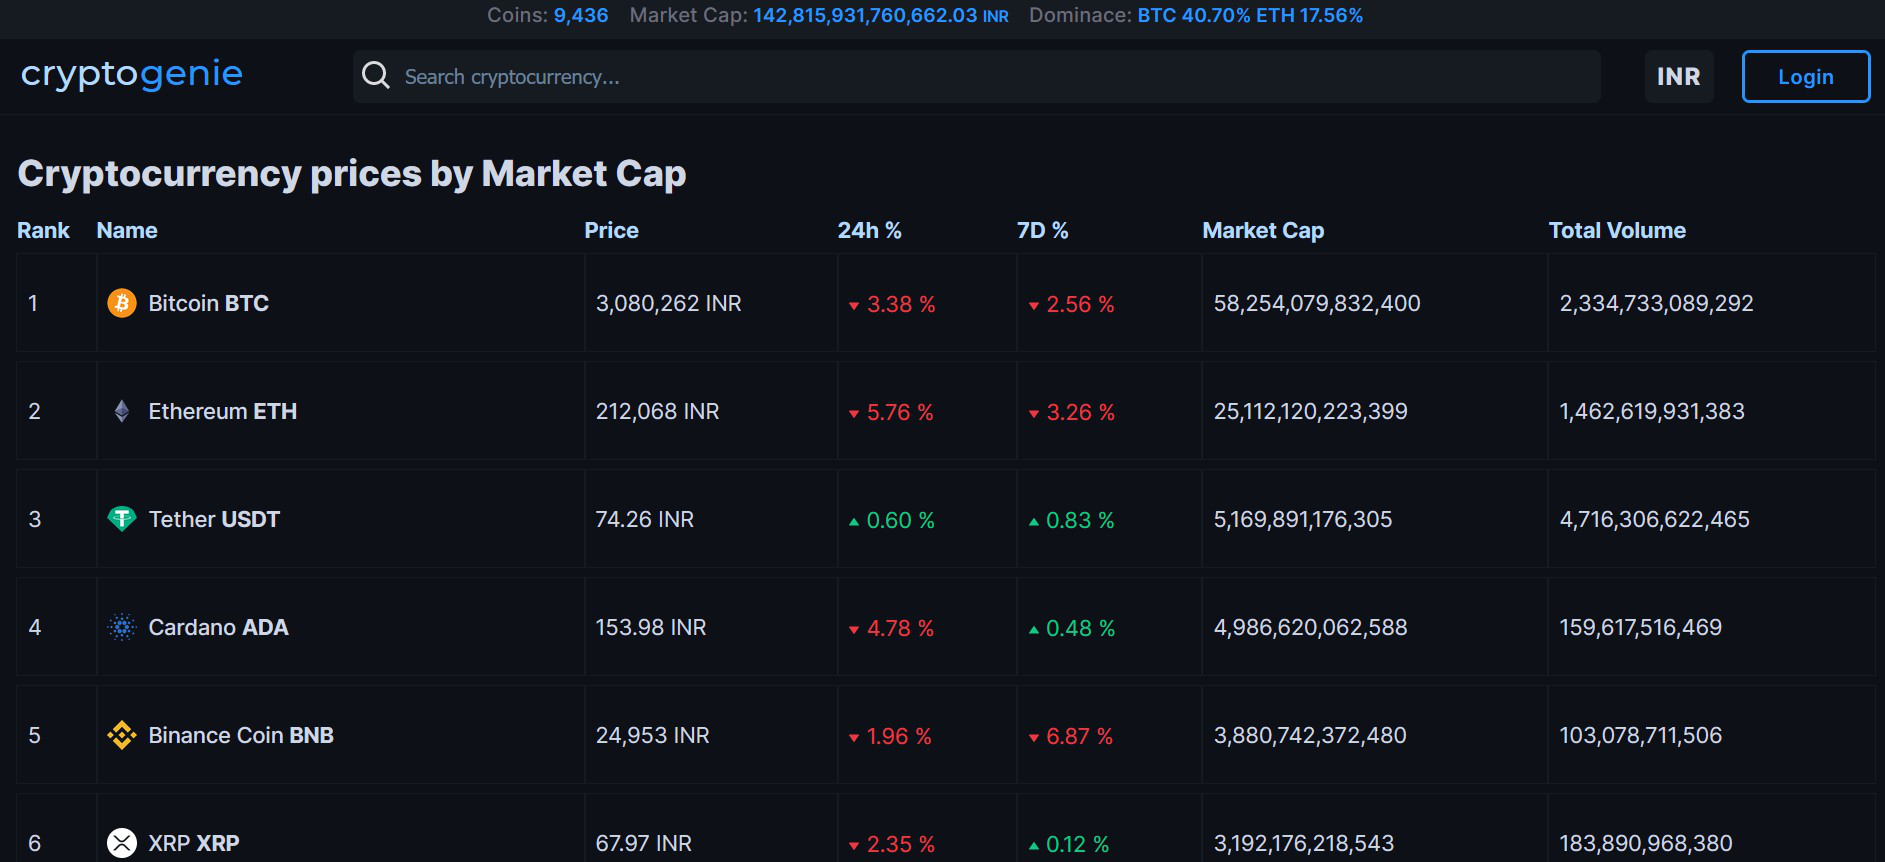 Coins: 9,436 Market Cap: 142,815,931,760,662.03 INR Dominace: BTC 40.70% ETH 17.56%
cryptogenie Search cryptocurrency... INR Login
Cryptocurrency prices by Market Cap
Rank Name Price 24h % 7D % Market Cap Total Volume
1 Bitcoin BTC 3,080,262 INR ▼ 3.38 % ▼ 2.56 % 58,254,079,832,400 2,334,733,089,292
2 Ethereum ETH 212,068 INR ▼ 5.76 % ▼ 3.26 % 25,112,120,223,399 1,462,619,931,383
3 Tether USDT 74.26 INR ▲ 0.60 % ▲ 0.83 % 5,169,891,176,305 4,716,306,622,465
4 Cardano ADA 153.98 INR ▼ 4.78 % ▲ 0.48 % 4,986,620,062,588 159,617,516,469
5 Binance Coin BNB 24,953 INR ▼ 1.96 % ▼ 6.87 % 3,880,742,372,480 103,078,711,506
6 XRP XRP 67.97 INR ▼ 2.35 % ▲ 0.12 % 3,192,176,218,543 183,890,968,380